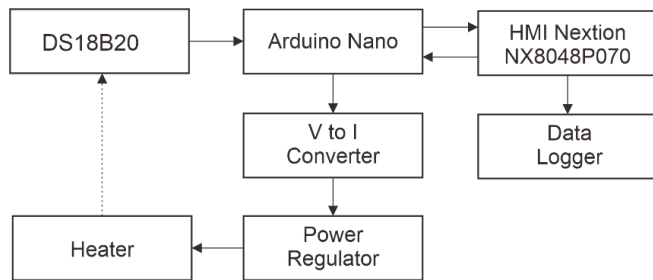 DS18B20
Arduino Nano
HMI Nextion
NX8048P070
V to I
Converter
Data
Logger
Heater
Power
Regulator